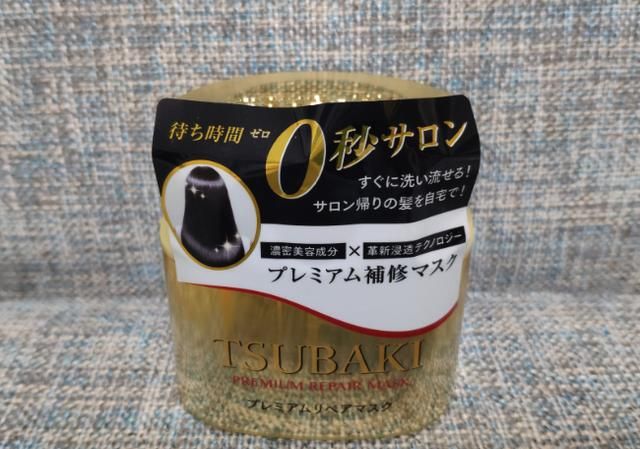 待ち時間 ゼロ 0秒サロン
すぐに洗い流せる！
サロン帰りの髪を自宅で！
濃密美容成分 × 革新浸透テクノロジー
プレミアム補修マスク
TSUBAKI
PREMIUM REPAIR MASK
プレミアムリペアマスク